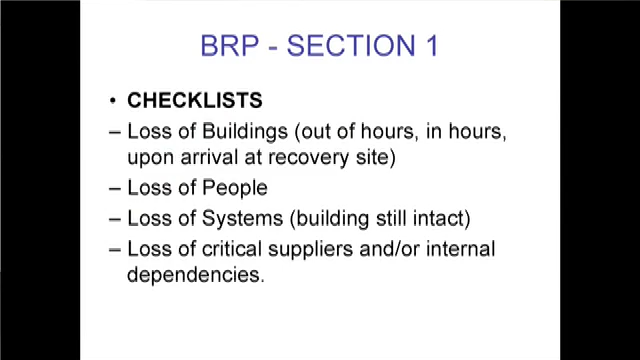 BRP - SECTION 1
• CHECKLISTS
– Loss of Buildings (out of hours, in hours,
upon arrival at recovery site)
– Loss of People
– Loss of Systems (building still intact)
– Loss of critical suppliers and/or internal
dependencies.